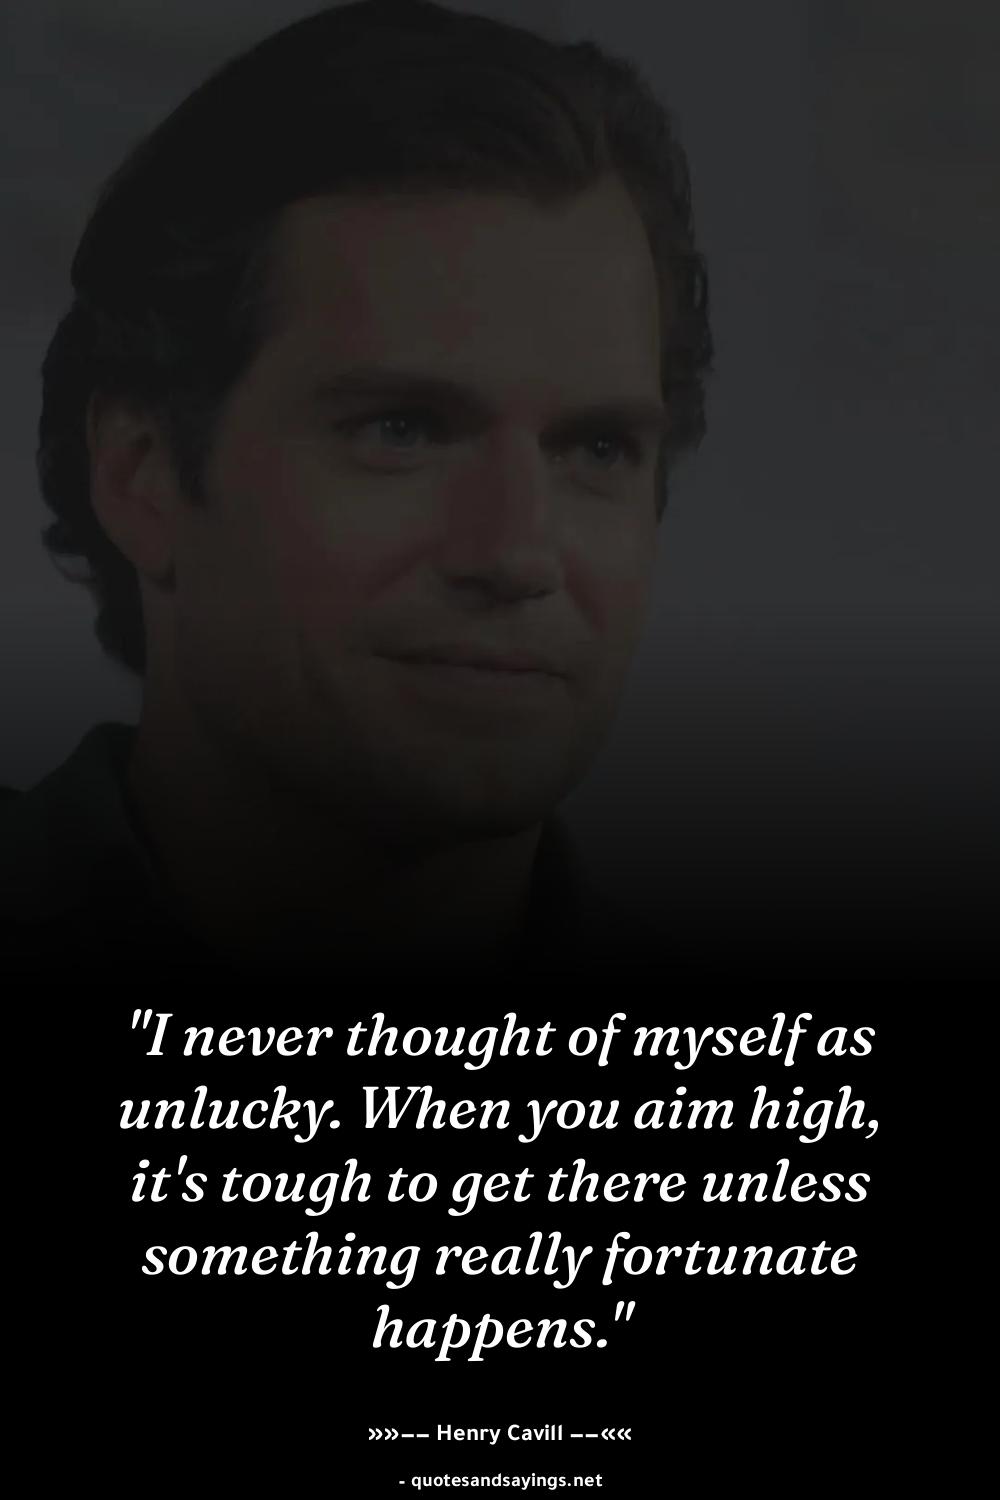 "I never thought of myself as
unlucky. When you aim high,
it's tough to get there unless
something really fortunate
happens."
»»–– Henry Cavill ––««
- quotesandsayings.net